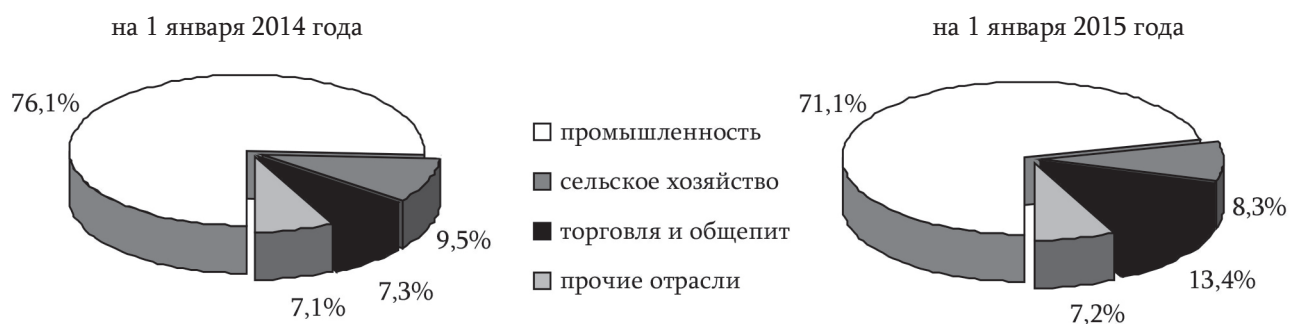 на 1 января 2014 года
76,1%
9,5%
7,3%
7,1%
промышленность
сельское хозяйство
торговля и общепит
прочие отрасли
на 1 января 2015 года
71,1%
8,3%
13,4%
7,2%